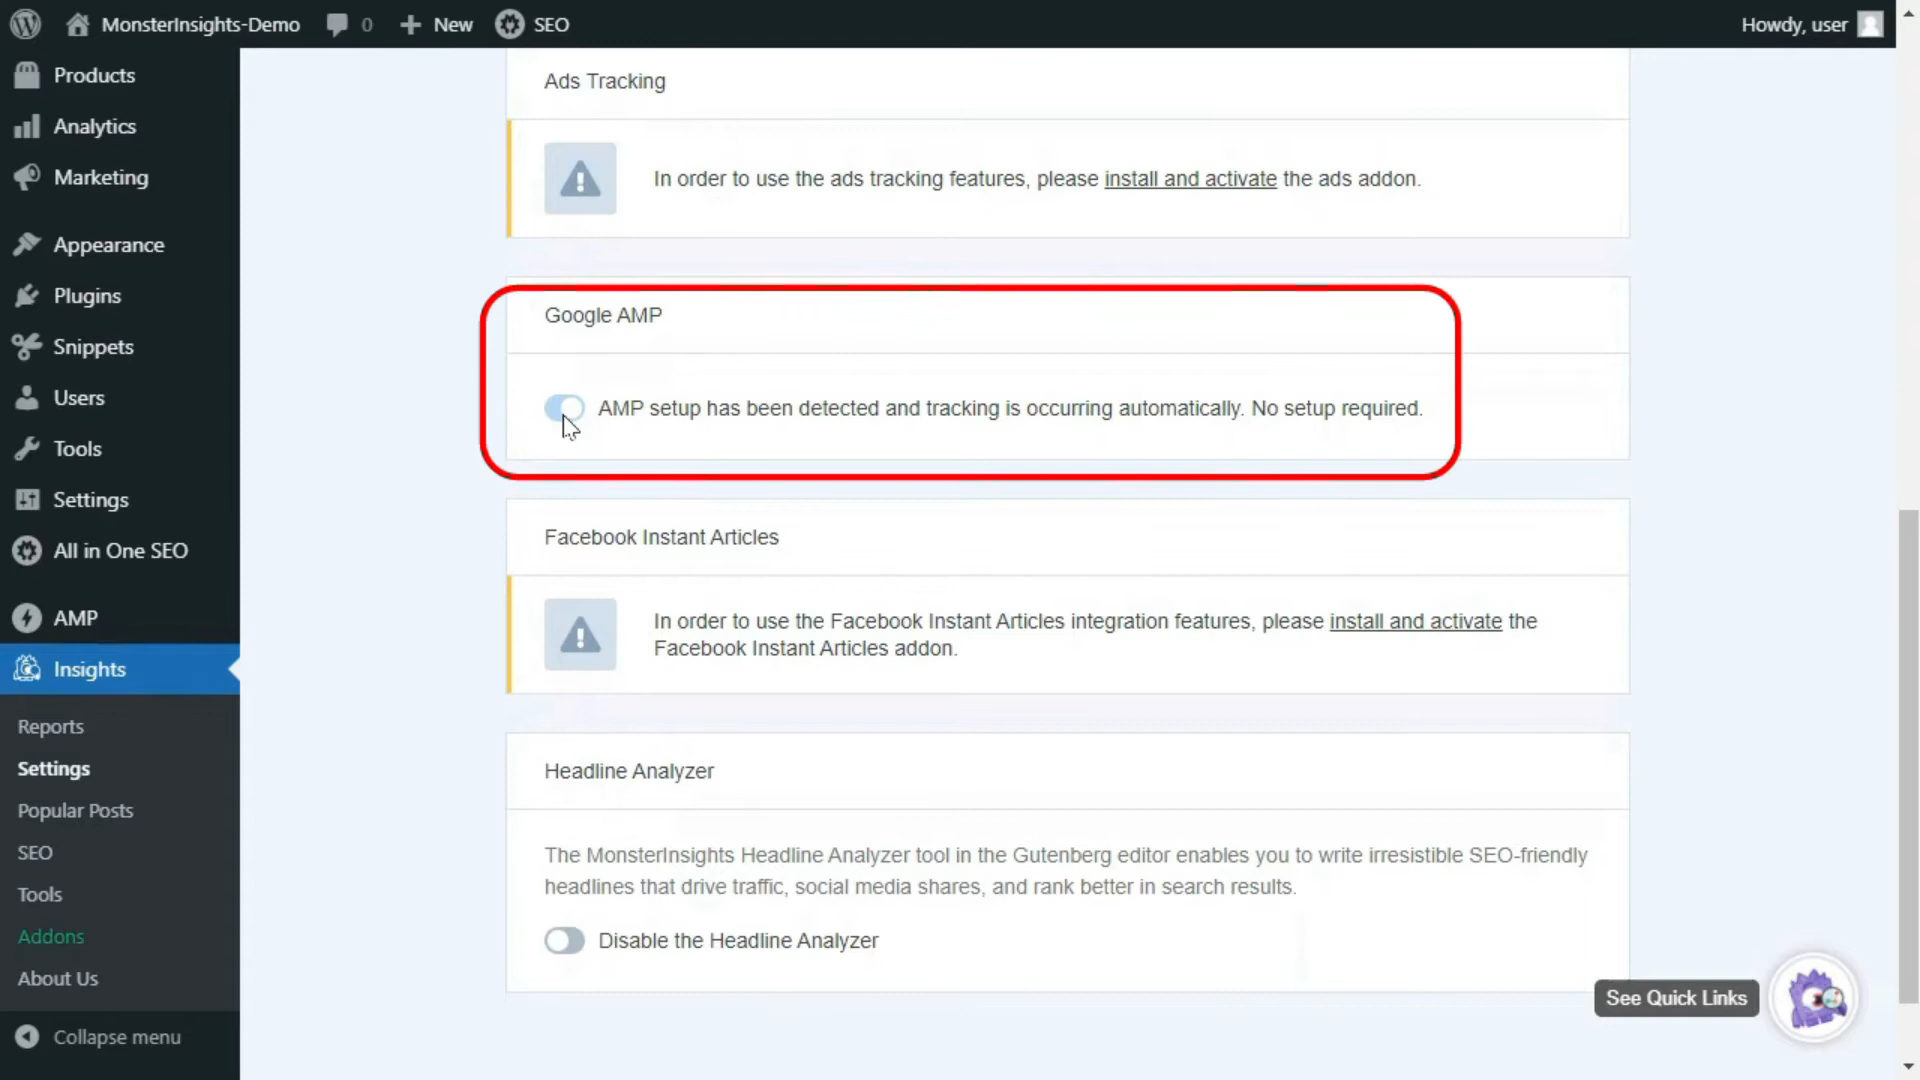 MonsterInsights-Demo
0
New
SEO
Howdy, user
Products
Analytics
Marketing
Appearance
Plugins
Snippets
Users
Tools
Settings
All in One SEO
AMP
Insights
Reports
Settings
Popular Posts
SEO
Tools
Addons
About Us
Collapse menu
Ads Tracking
In order to use the ads tracking features, please install and activate the ads addon.
Google AMP
AMP setup has been detected and tracking is occurring automatically. No setup required.
Facebook Instant Articles
In order to use the Facebook Instant Articles integration features, please install and activate the
Facebook Instant Articles addon.
Headline Analyzer
The MonsterInsights Headline Analyzer tool in the Gutenberg editor enables you to write irresistible SEO-friendly
headlines that drive traffic, social media shares, and rank better in search results.
Disable the Headline Analyzer
See Quick Links